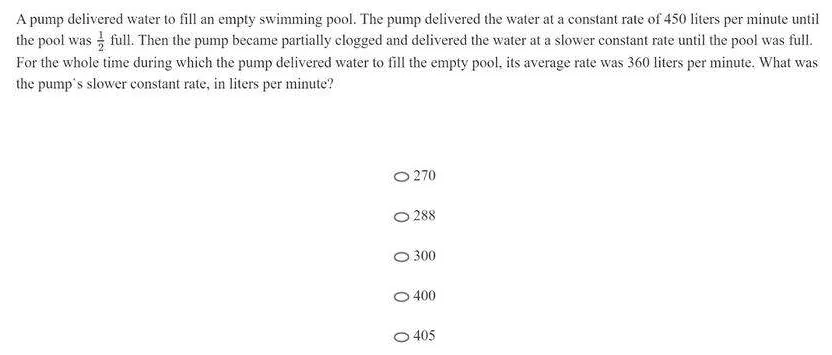 A pump delivered water to fill an empty swimming pool. The pump delivered the water at a constant rate of 450 liters per minute until
the pool was 1/2 full. Then the pump became partially clogged and delivered the water at a slower constant rate until the pool was full.
For the whole time during which the pump delivered water to fill the empty pool, its average rate was 360 liters per minute. What was
the pump`s slower constant rate, in liters per minute?
270
288
300
400
405